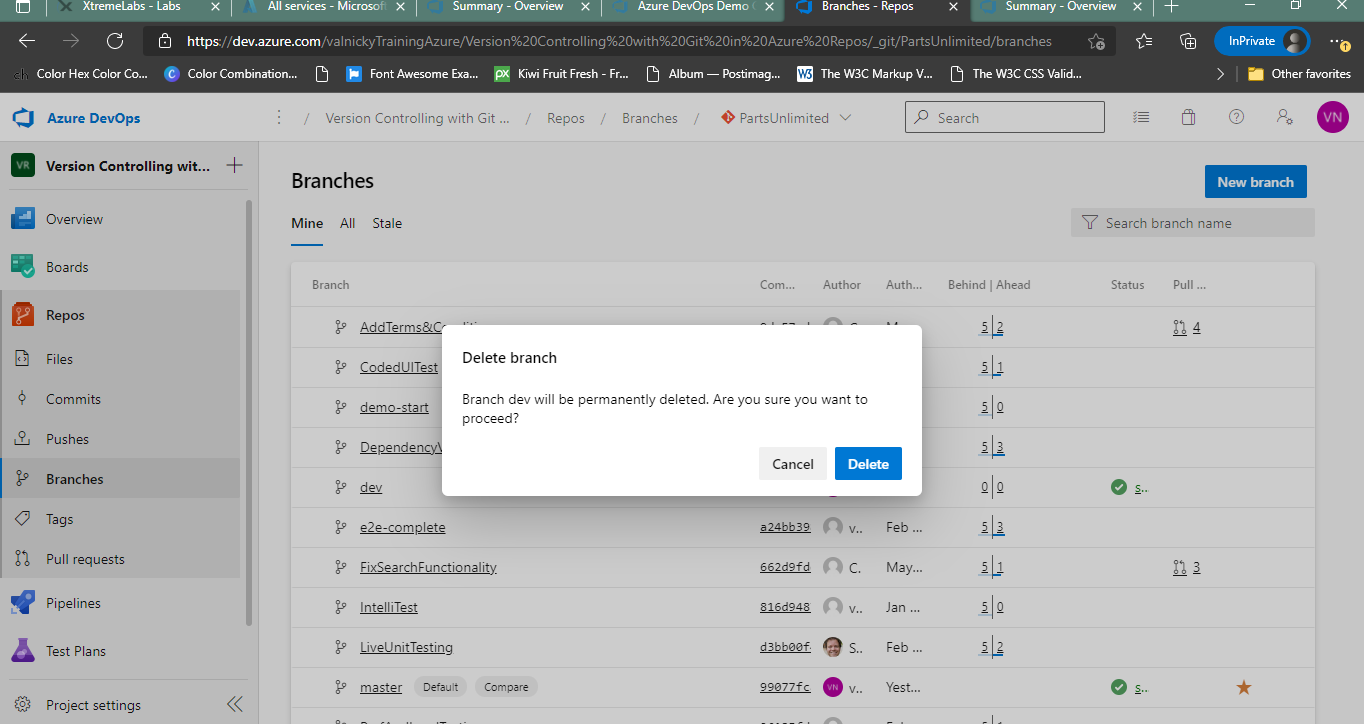 XtremeLabs - Labs
All services - Microsoft
Summary - Overview
Azure DevOps Demo
Branches - Repos
Summary - Overview
https://dev.azure.com/valnickyTrainingAzure/Version%20Controlling%20with%20Git%20in%20Azure%20Repos/_git/PartsUnlimited/branches
InPrivate
Color Hex Color Co...
Color Combination...
Font Awesome Exa...
Kiwi Fruit Fresh - Fr...
Album — Postimag...
The W3C Markup V...
The W3C CSS Valid...
Other favorites
Azure DevOps
/ Version Controlling with Git ... / Repos / Branches / PartsUnlimited
Search
VN
VR
Version Controlling wit...
Overview
Boards
Repos
Files
Commits
Pushes
Branches
Tags
Pull requests
Pipelines
Test Plans
Project settings
Branches
New branch
Mine All Stale
Search branch name
Branch Com... Author Auth... Behind | Ahead Status Pull ...
AddTerms&C 5 2 4
CodedUITest 5 1
demo-start 5 0
Dependency 5 3
dev 0 0 s..
e2e-complete a24bb39 v.. Feb ... 5 3
FixSearchFunctionality 662d9fd C. May... 5 1 3
IntelliTest 816d948 v.. Jan ... 5 0
LiveUnitTesting d3bb00f S.. Feb ... 5 2
master Default Compare 99077fc VN v.. Yest... s..
Delete branch
Branch dev will be permanently deleted. Are you sure you want to
proceed?
Cancel
Delete